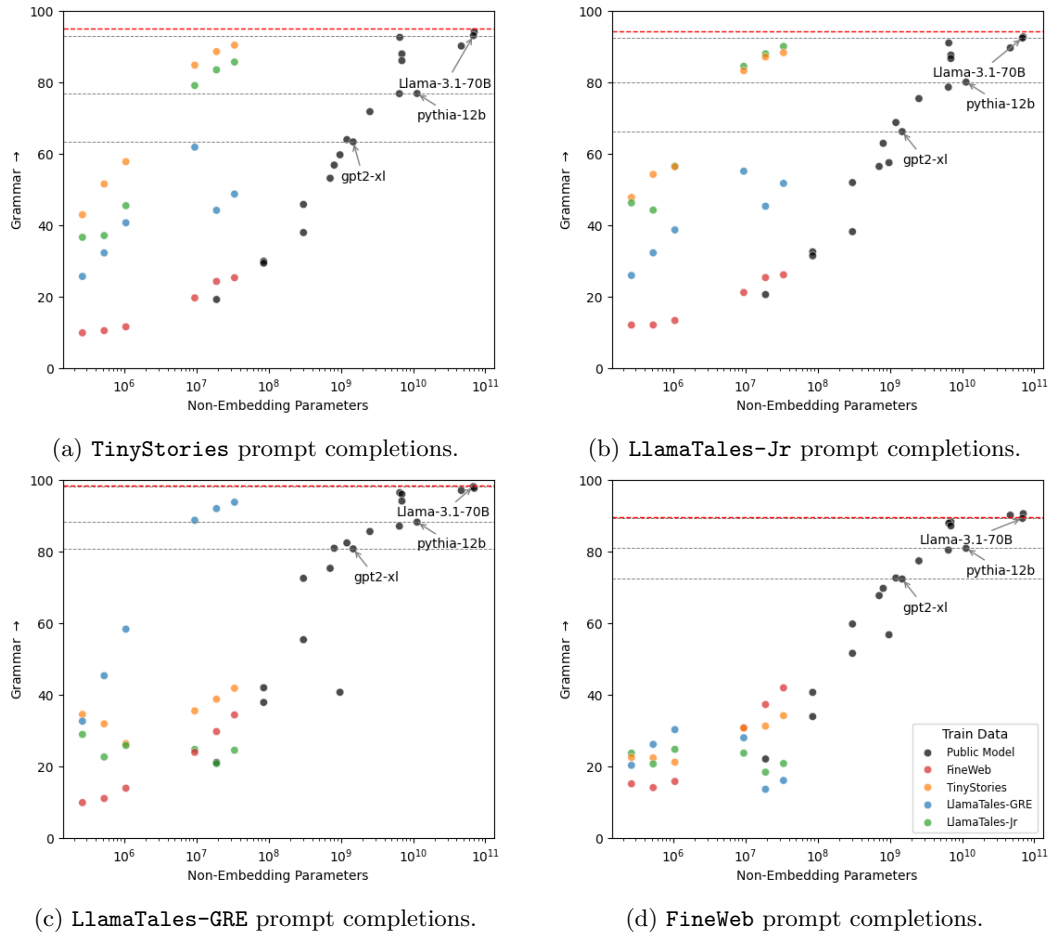 100
80
60
40
20
0
Grammar →
Llama-3.1-70B
pythia-12b
gpt2-xl
10^6 10^7 10^8 10^9 10^10 10^11
Non-Embedding Parameters
(a) TinyStories prompt completions.
100
80
60
40
20
0
Grammar →
Llama-3.1-70B
pythia-12b
gpt2-xl
10^6 10^7 10^8 10^9 10^10 10^11
Non-Embedding Parameters
(b) LlamaTales-Jr prompt completions.
100
80
60
40
20
0
Grammar →
Llama-3.1-70B
pythia-12b
gpt2-xl
10^6 10^7 10^8 10^9 10^10 10^11
Non-Embedding Parameters
(c) LlamaTales-GRE prompt completions.
100
80
60
40
20
0
Grammar →
Llama-3.1-70B
pythia-12b
gpt2-xl
Train Data
Public Model
FineWeb
TinyStories
LlamaTales-GRE
LlamaTales-Jr
10^6 10^7 10^8 10^9 10^10 10^11
Non-Embedding Parameters
(d) FineWeb prompt completions.